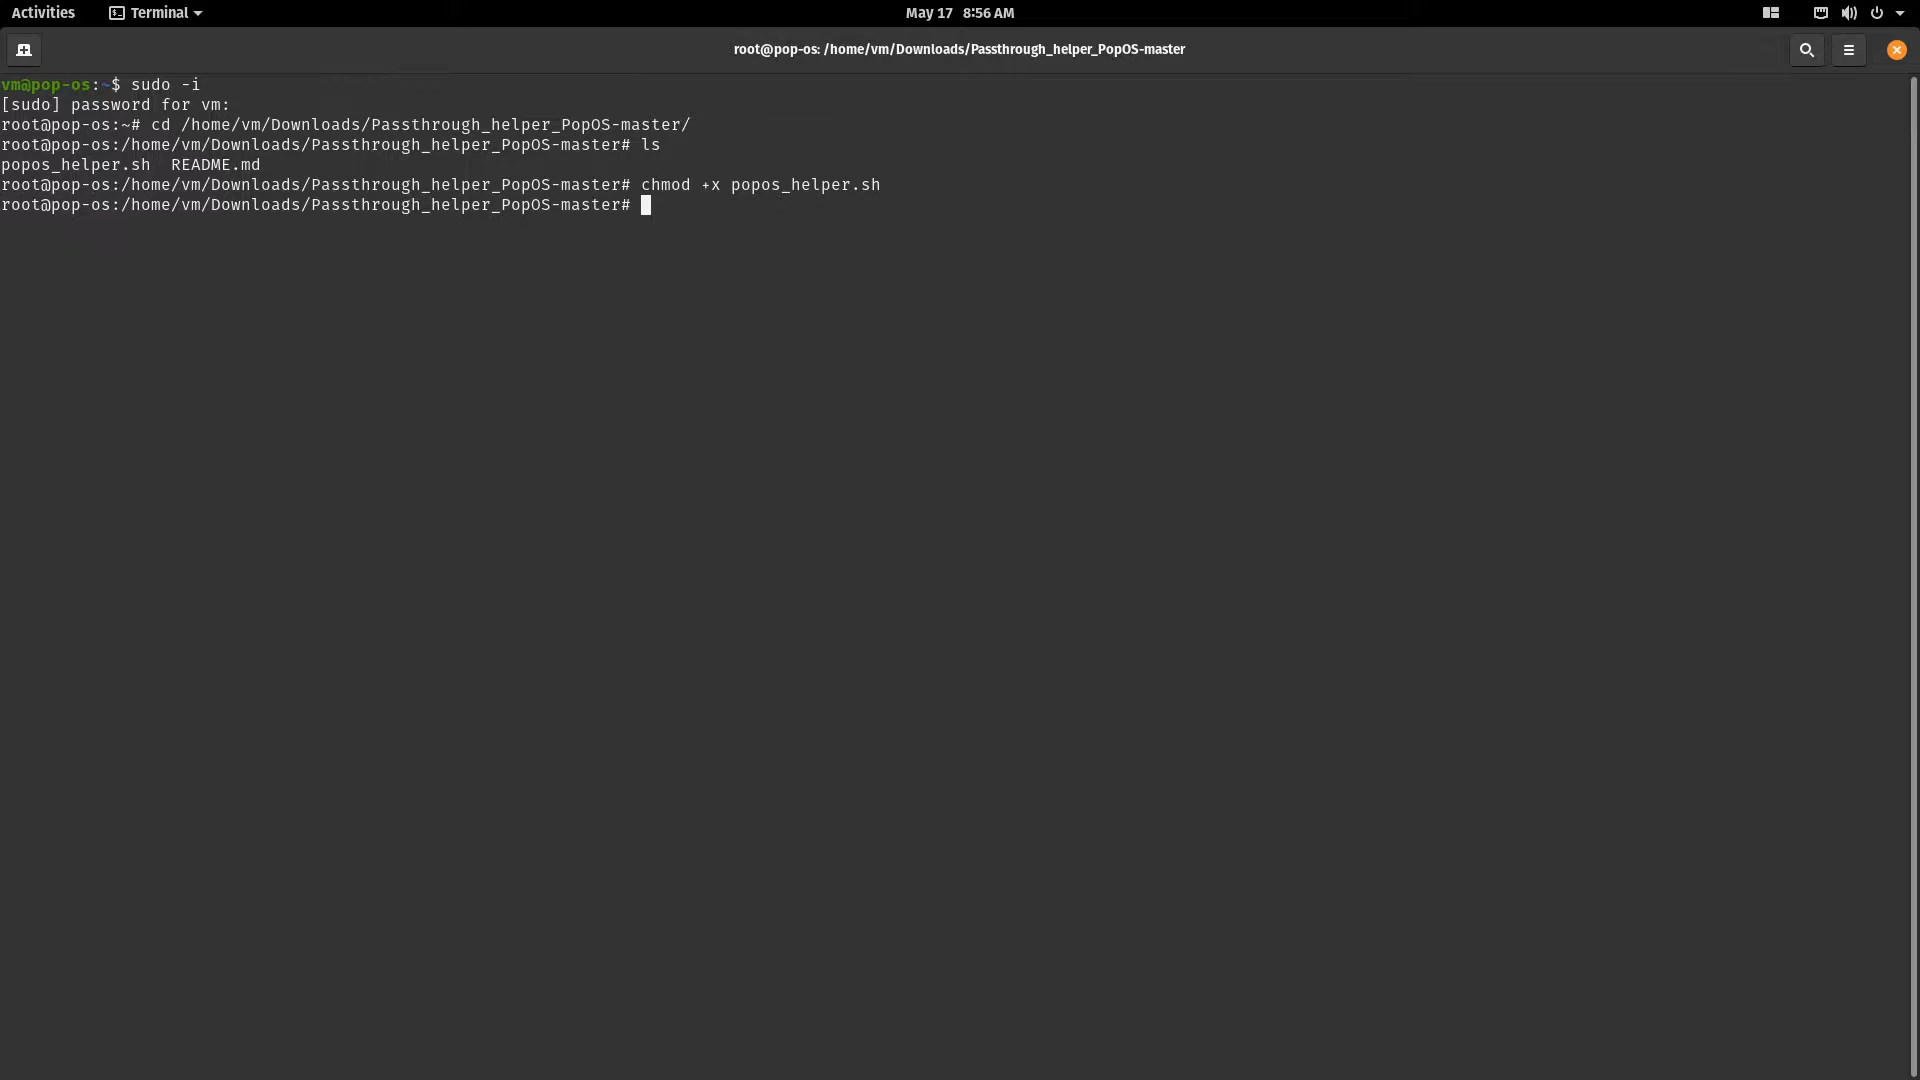 Activities Terminal May 17 8:56 AM
root@pop-os: /home/vm/Downloads/Passthrough_helper_PopOS-master
vm@pop-os:~$ sudo -i
[sudo] password for vm:
root@pop-os:~# cd /home/vm/Downloads/Passthrough_helper_PopOS-master/
root@pop-os:/home/vm/Downloads/Passthrough_helper_PopOS-master# ls
popos_helper.sh  README.md
root@pop-os:/home/vm/Downloads/Passthrough_helper_PopOS-master# chmod +x popos_helper.sh
root@pop-os:/home/vm/Downloads/Passthrough_helper_PopOS-master#